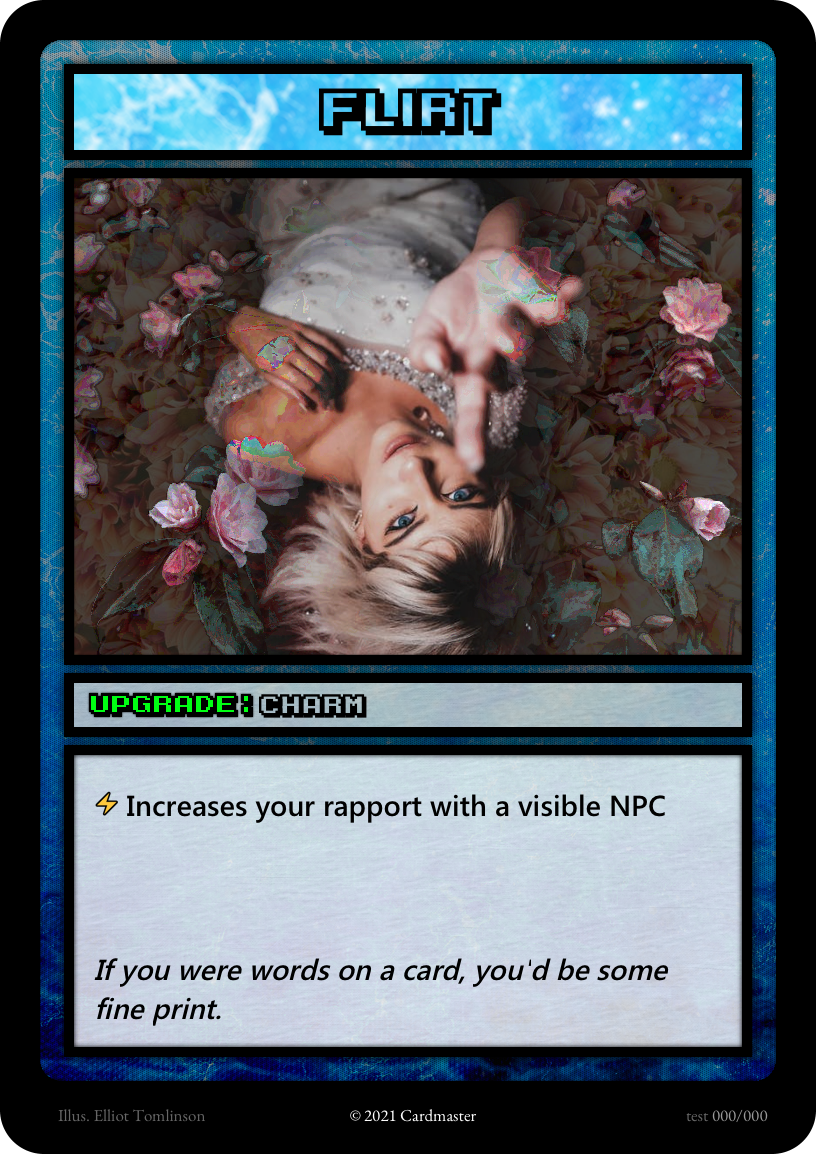 FLIRT
UPGRADE: CHARM
⚡ Increases your rapport with a visible NPC
If you were words on a card, you'd be some
fine print.
Illus. Elliot Tomlinson
© 2021 Cardmaster
test 000/000